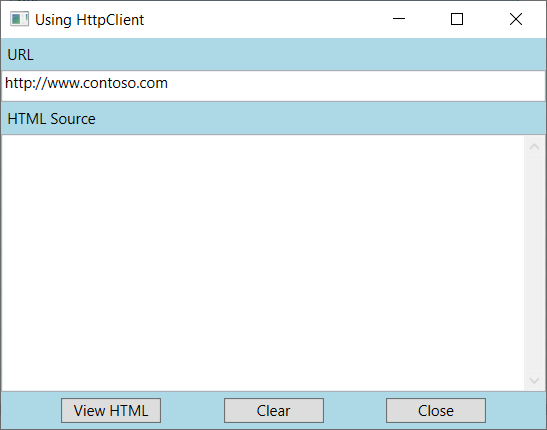 Using HttpClient
URL
http://www.contoso.com
HTML Source
View HTML
Clear
Close